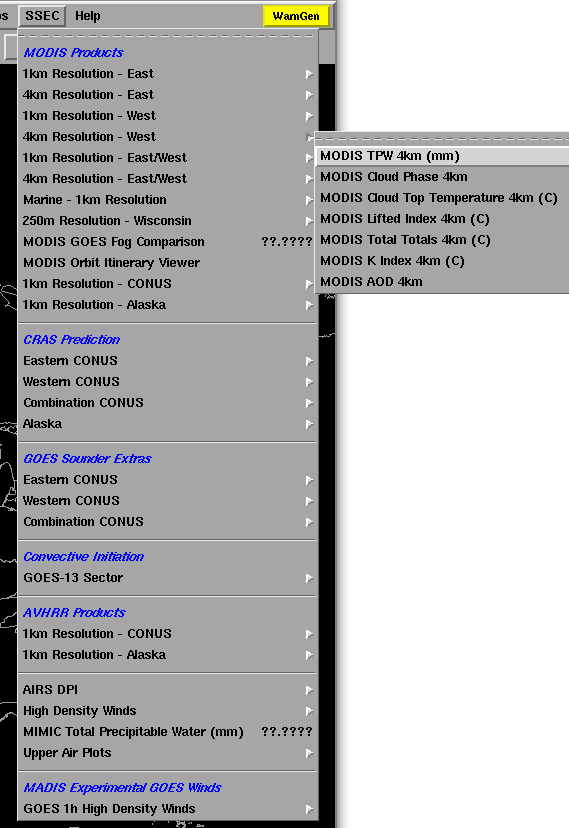 os SSEC Help WarnGen
MODIS Products
1km Resolution - East
4km Resolution - East
1km Resolution - West
4km Resolution - West
1km Resolution - East/West
4km Resolution - East/West
Marine - 1km Resolution
250m Resolution - Wisconsin
MODIS GOES Fog Comparison ??.????
MODIS Orbit Itinerary Viewer
1km Resolution - CONUS
1km Resolution - Alaska
MODIS TPW 4km (mm)
MODIS Cloud Phase 4km
MODIS Cloud Top Temperature 4km (C)
MODIS Lifted Index 4km (C)
MODIS Total Totals 4km (C)
MODIS K Index 4km (C)
MODIS AOD 4km
CRAS Prediction
Eastern CONUS
Western CONUS
Combination CONUS
Alaska
GOES Sounder Extras
Eastern CONUS
Western CONUS
Combination CONUS
Convective Initiation
GOES-13 Sector
AVHRR Products
1km Resolution - CONUS
1km Resolution - Alaska
AIRS DPI
High Density Winds
MIMIC Total Precipitable Water (mm) ??.????
Upper Air Plots
MADIS Experimental GOES Winds
GOES 1h High Density Winds